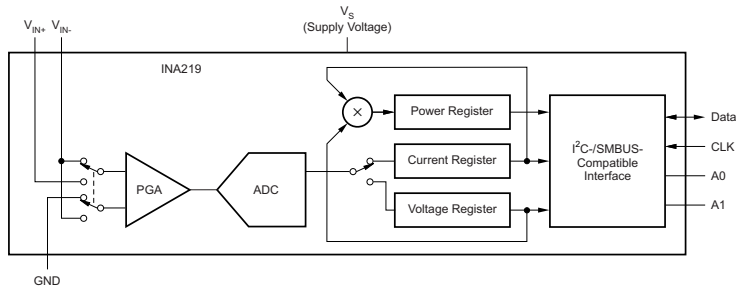 V_IN+ V_IN-
V_S
(Supply Voltage)
INA219
×
Power Register
Current Register
Voltage Register
PGA
ADC
I²C-/SMBUS-
Compatible
Interface
Data
CLK
A0
A1
GND